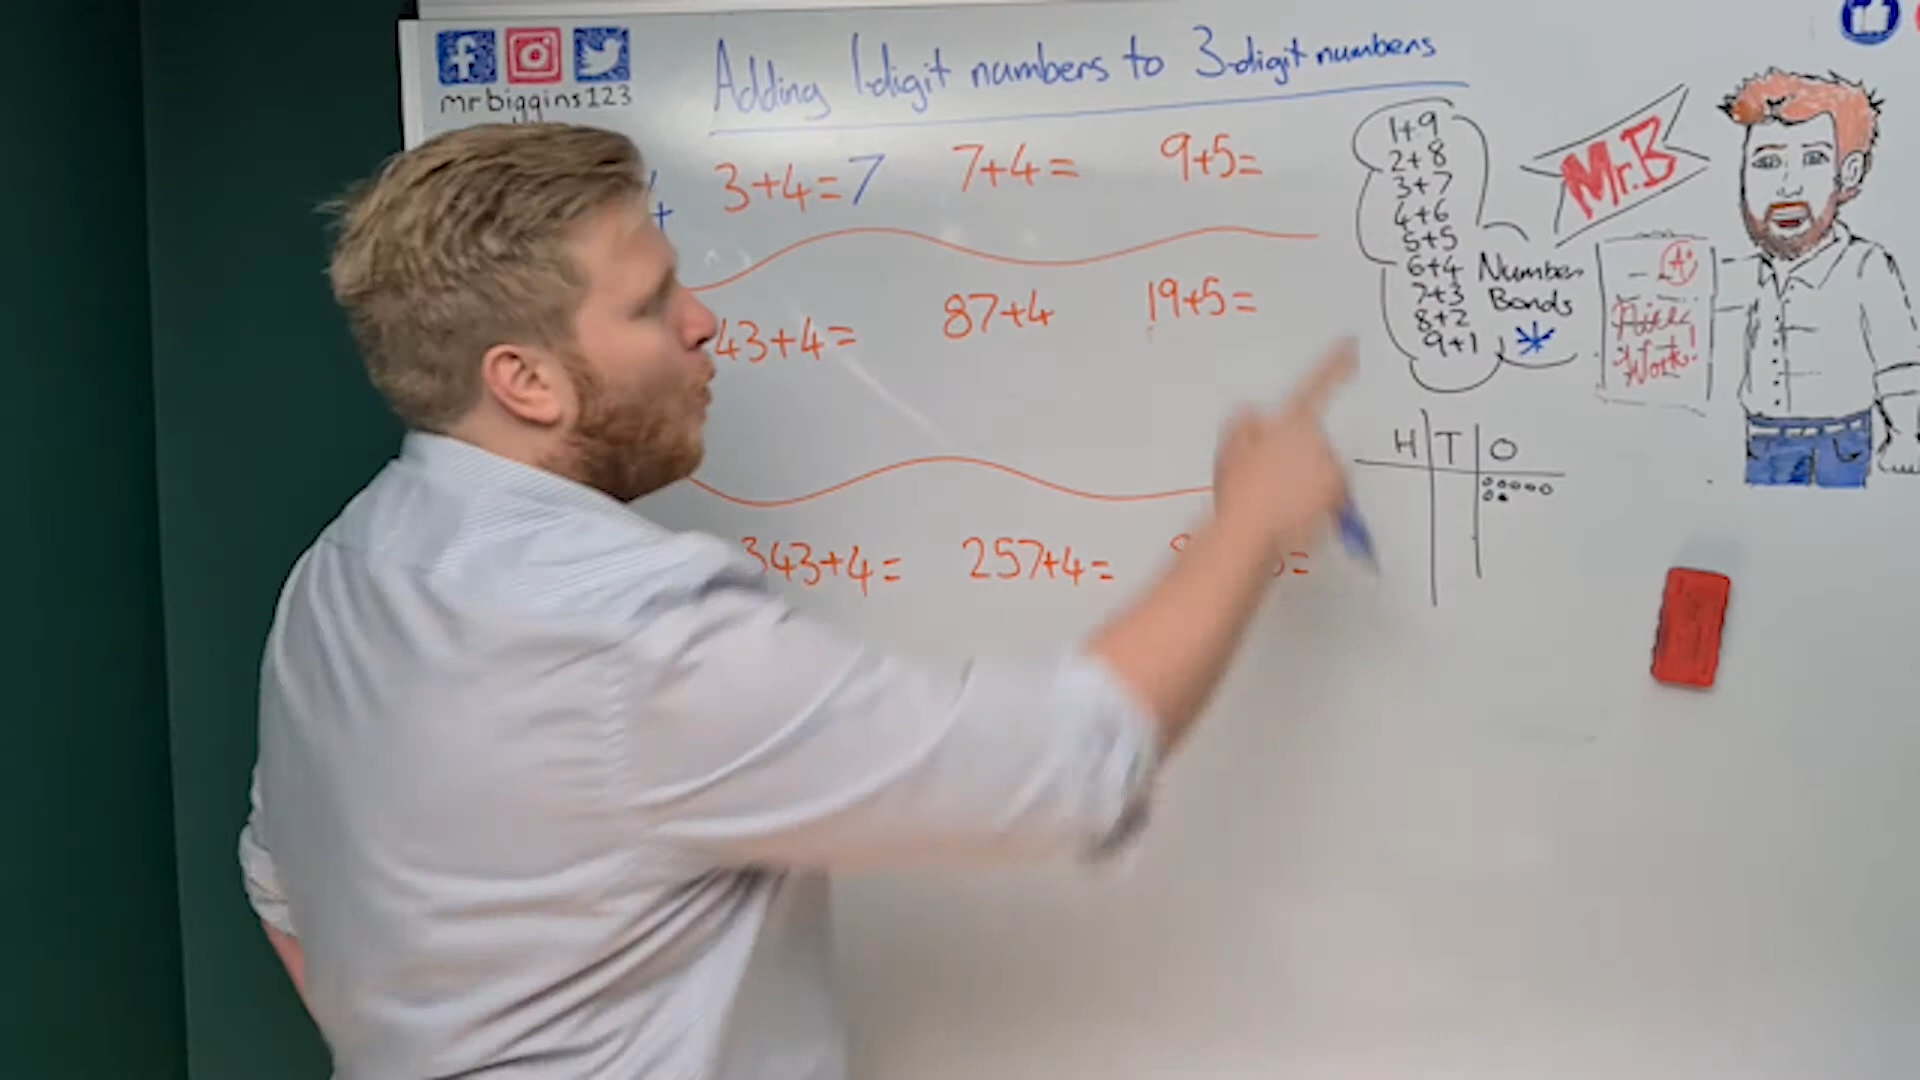 mrbiggins123
Adding 1-digit numbers to 3-digit numbers
3+4=7 7+4= 9+5=
43+4= 87+4 19+5=
343+4= 257+4= 5=
1+9
2+8
3+7
4+6
5+5
6+4
7+3
8+2
9+1
Number
Bonds
Mr.B
A+
Nice
Work!
H T O